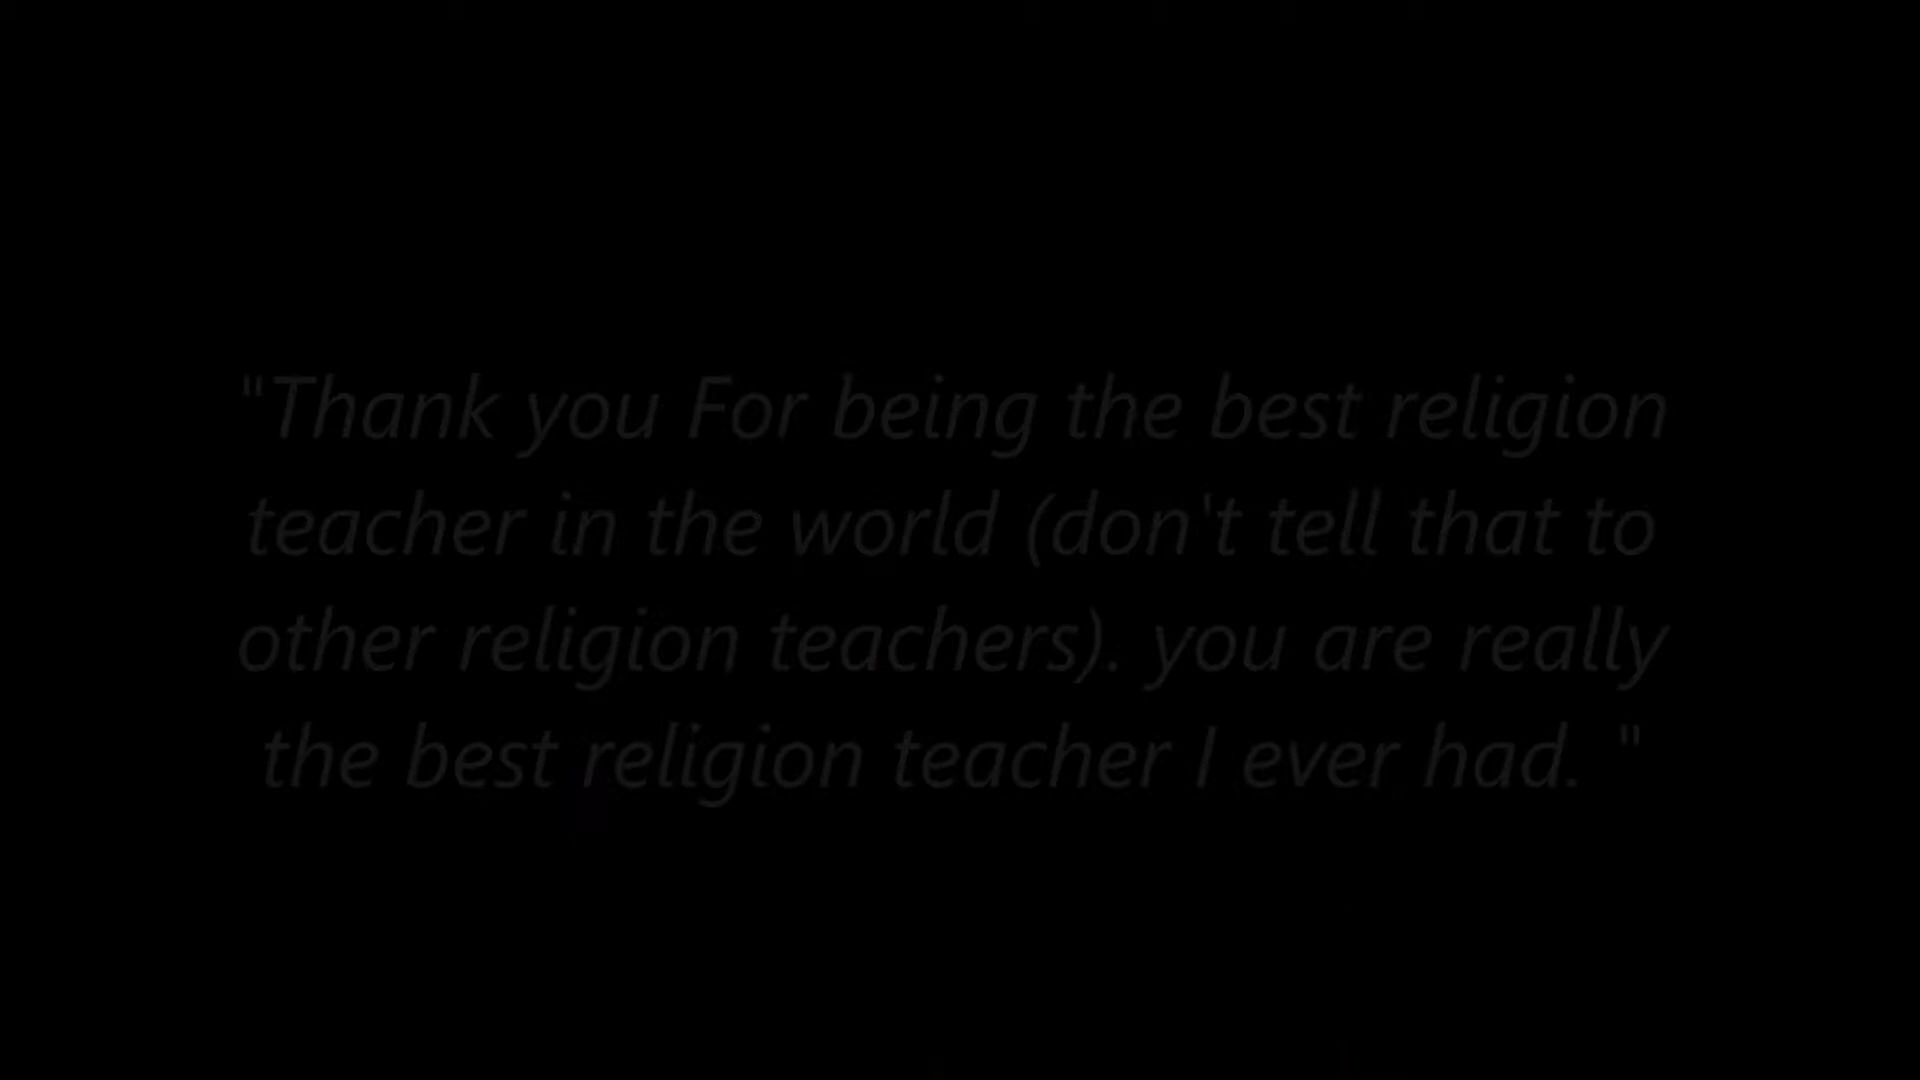 "Thank you For being the best religion
teacher in the world (don't tell that to
other religion teachers). you are really
the best religion teacher I ever had. "